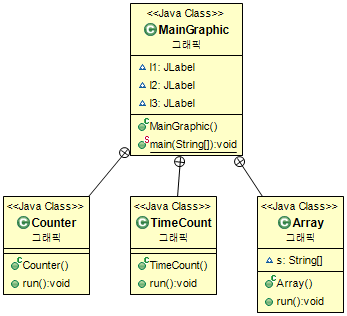 <<Java Class>>
MainGraphic
그래픽
l1: JLabel
l2: JLabel
l3: JLabel
MainGraphic()
main(String[]):void
<<Java Class>>
Counter
그래픽
Counter()
run():void
<<Java Class>>
TimeCount
그래픽
TimeCount()
run():void
<<Java Class>>
Array
그래픽
s: String[]
Array()
run():void